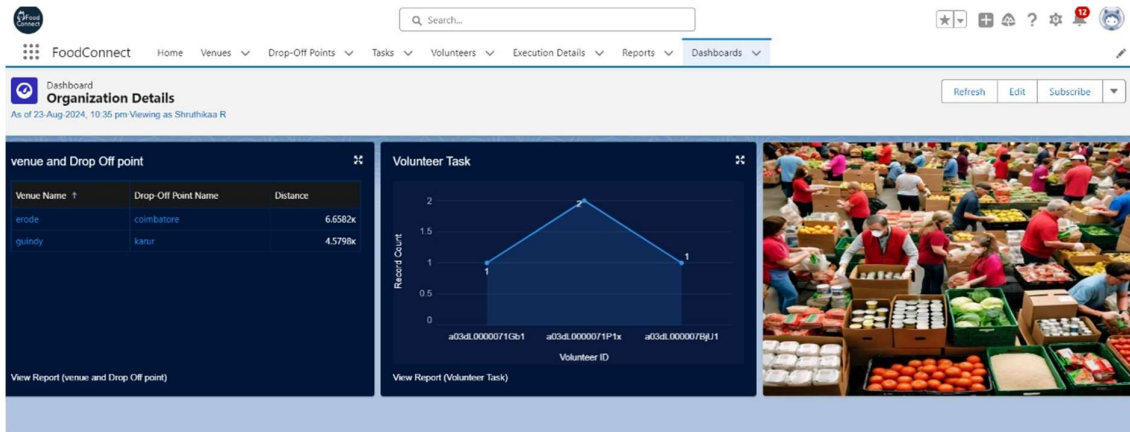 Food
Connect
Search...
12
FoodConnect Home Venues Drop-Off Points Tasks Volunteers Execution Details Reports Dashboards
Dashboard
Organization Details
As of 23-Aug-2024, 10:35 pm·Viewing as Shruthikaa R
Refresh Edit Subscribe
venue and Drop Off point
Venue Name ↑ Drop-Off Point Name Distance
erode coimbatore 6.6582к
guindy karur 4.5798к
View Report (venue and Drop Off point)
Volunteer Task
Record Count
2
1.5
1
0.5
0
1
2
1
a03dL0000071Gb1 a03dL0000071P1x a03dL000007BjU1
Volunteer ID
View Report (Volunteer Task)